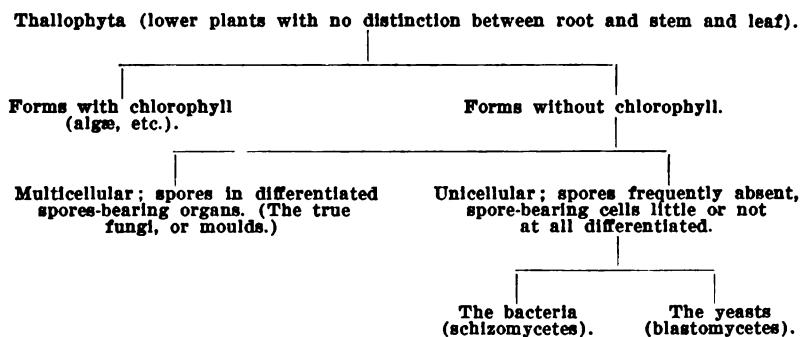 Thallophyta (lower plants with no distinction between root and stem and leaf).
Forms with chlorophyll
(algæ, etc.).
Forms without chlorophyll.
Multicellular; spores in differentiated
spores-bearing organs. (The true
fungi, or moulds.)
Unicellular; spores frequently absent,
spore-bearing cells little or not
at all differentiated.
The bacteria
(schizomycetes).
The yeasts
(blastomycetes).